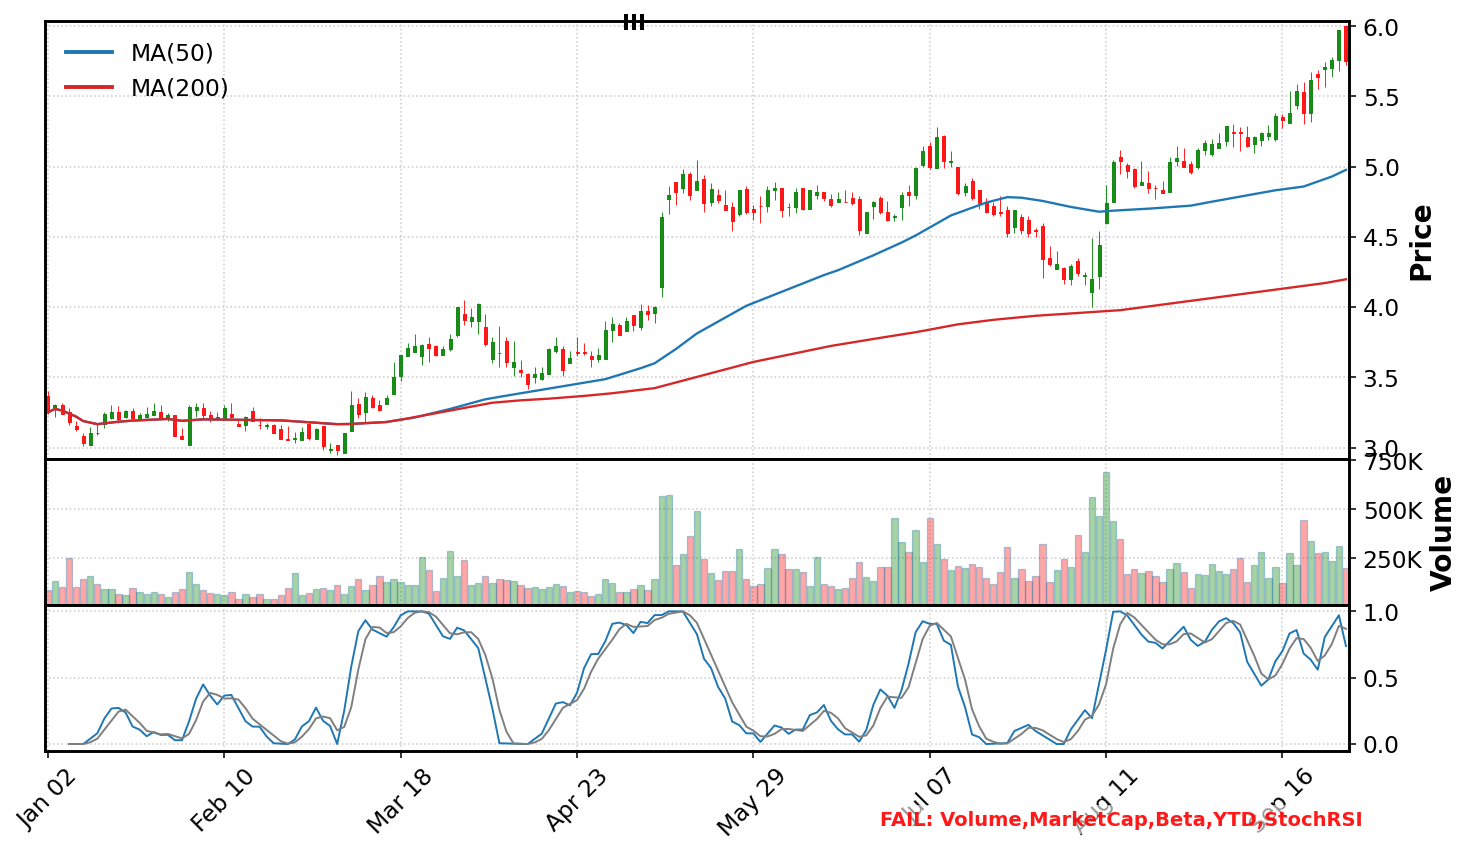 III
MA(50)
MA(200)
6.0
5.5
5.0
4.5
4.0
3.5
3.0
Price
750K
500K
250K
Volume
1.0
0.5
0.0
Jan 02
Feb 10
Mar 18
Apr 23
May 29
Jul 07
Aug 11
Sep 16
FAIL: Volume,MarketCap,Beta,YTD,StochRSI